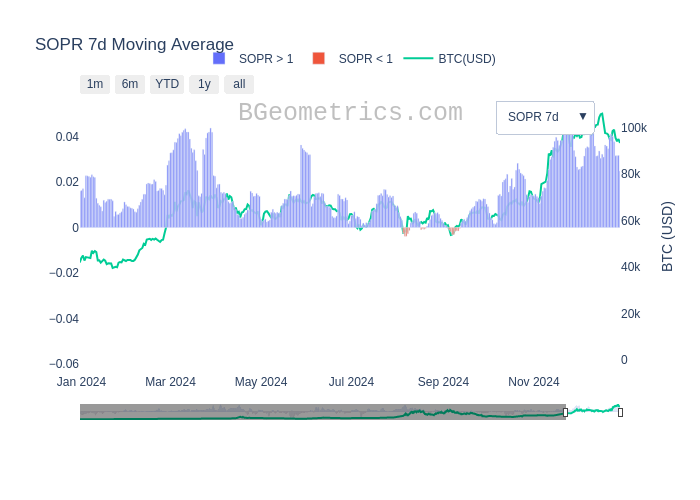 SOPR 7d Moving Average
SOPR > 1
SOPR < 1
BTC(USD)
1m
6m
YTD
1y
all
BGeometrics.com
SOPR 7d ▼
0.04
0.02
0
−0.02
−0.04
−0.06
100k
80k
60k
40k
20k
0
BTC (USD)
Jan 2024
Mar 2024
May 2024
Jul 2024
Sep 2024
Nov 2024